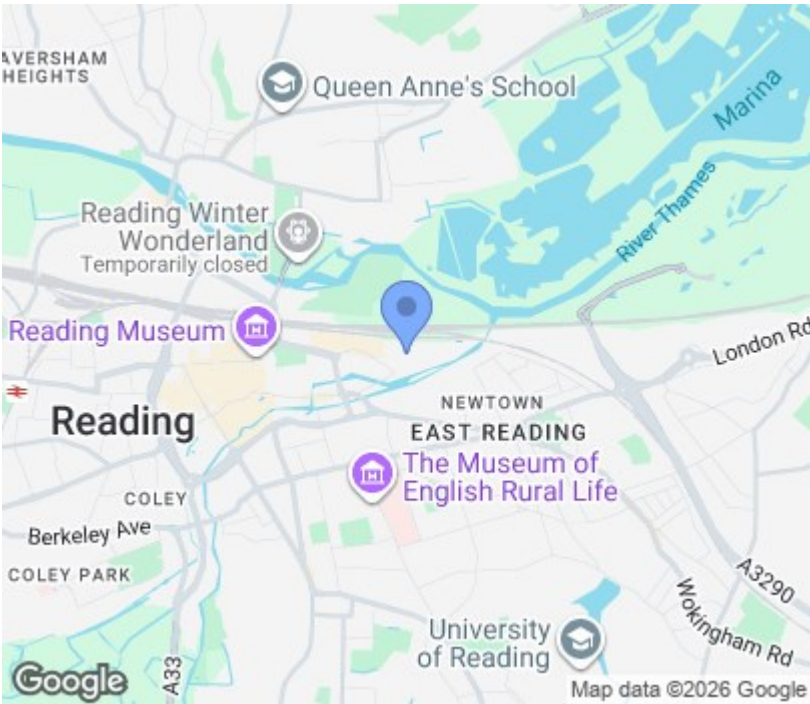 AVERSHAM
HEIGHTS
Queen Anne's School
Marina
Reading Winter
Wonderland
Temporarily closed
River Thames
Reading Museum
London Rd
Reading
NEWTOWN
EAST READING
The Museum of
English Rural Life
COLEY
Berkeley Ave
COLEY PARK
A3290
Wokingham Rd
University
of Reading
A33
Google
Map data ©2026 Google